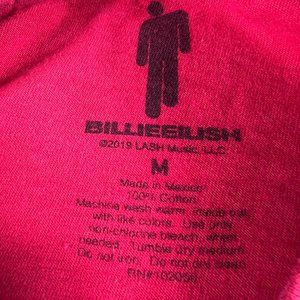 BILLIEEILISH
©2019 LASH Music, LLC
M
Made in Mexico
100% Cotton
Machine wash warm, inside out,
with like colors. Use only
non-chlorine bleach, when
needed. Tumble dry medium.
Do not iron. Do not dry clean.
RN#102056